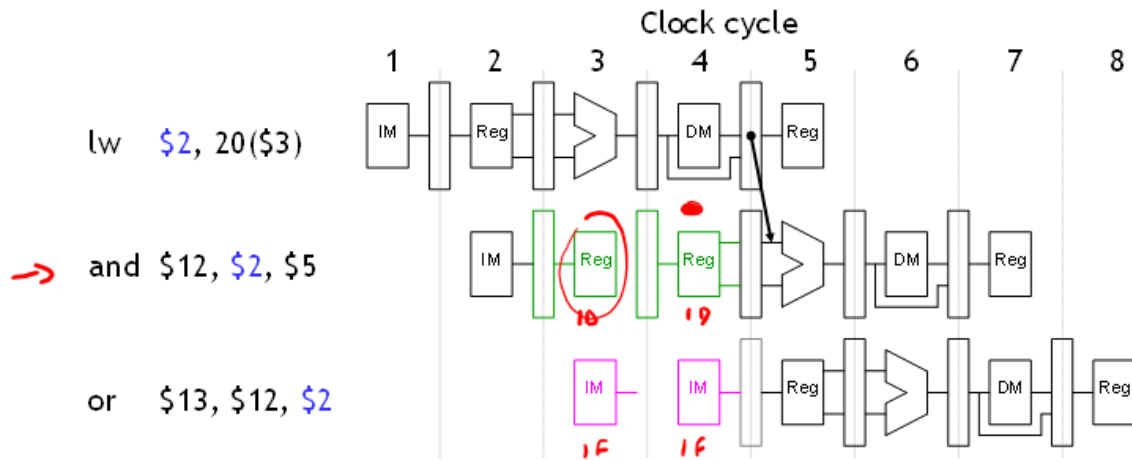 Clock cycle
1 2 3 4 5 6 7 8
lw $2, 20($3)
IM Reg DM Reg
and $12, $2, $5
IM Reg Reg DM Reg
ID ID
or $13, $12, $2
IM IM Reg DM Reg
IF IF